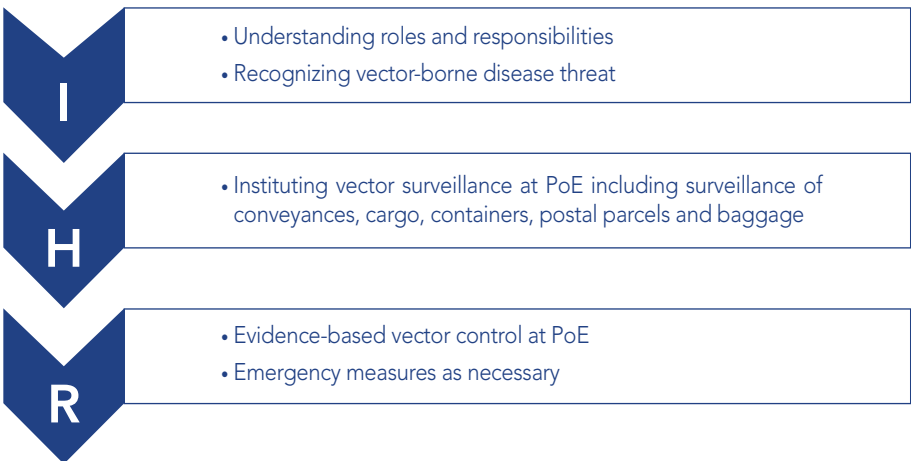 I
• Understanding roles and responsibilities
• Recognizing vector-borne disease threat
H
• Instituting vector surveillance at PoE including surveillance of
conveyances, cargo, containers, postal parcels and baggage
R
• Evidence-based vector control at PoE
• Emergency measures as necessary